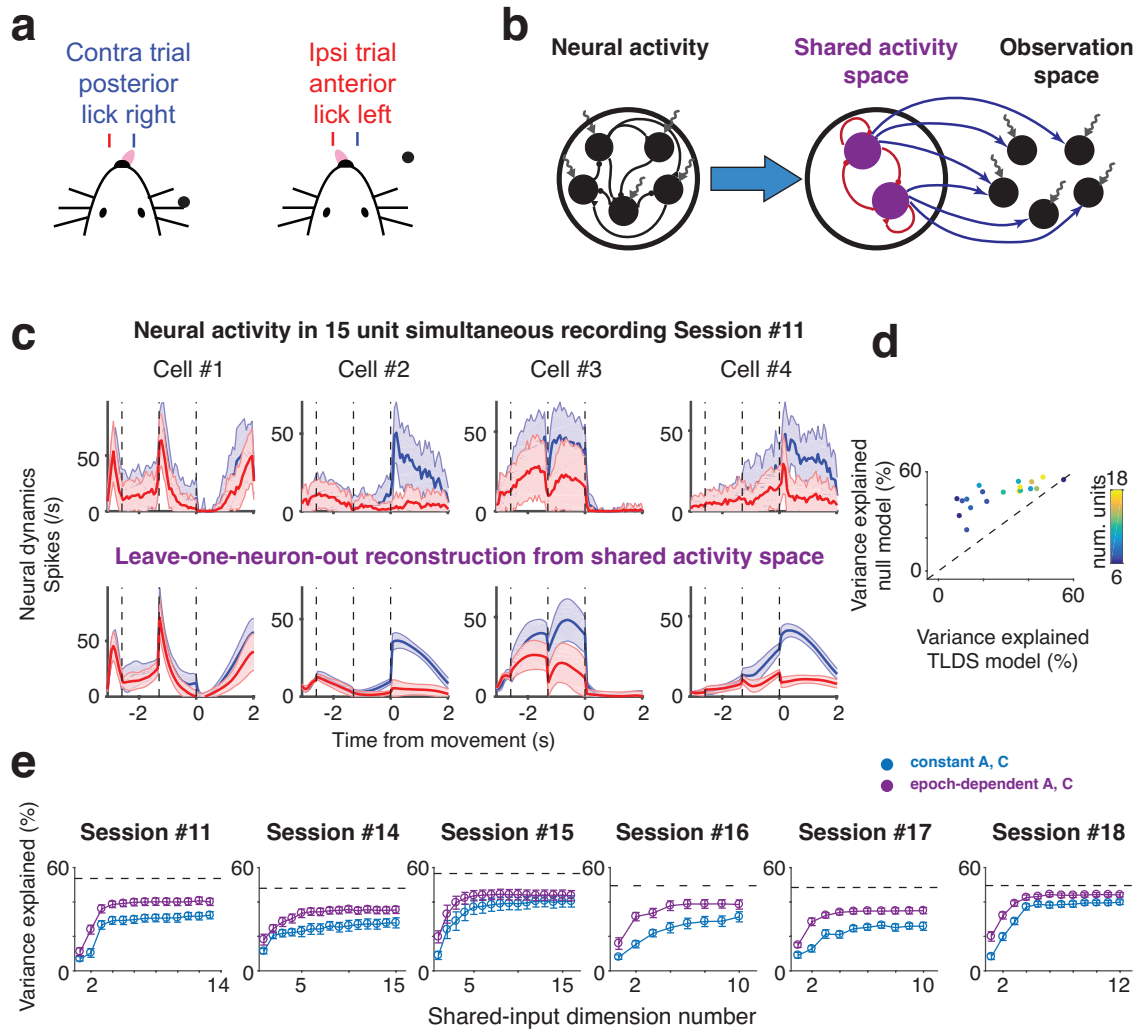 a
Contra trial
posterior
lick right
Ipsi trial
anterior
lick left
b
Neural activity
Shared activity
space
Observation
space
c
Neural activity in 15 unit simultaneous recording Session #11
Cell #1
Cell #2
Cell #3
Cell #4
Neural dynamics
Spikes (/s)
50
0
50
0
50
0
50
0
Leave-one-neuron-out reconstruction from shared activity space
50
0
50
0
50
0
50
0
-2 0 2
-2 0 2
-2 0 2
-2 0 2
Time from movement (s)
d
Variance explained
null model (%)
60
0
0 60
Variance explained
TLDS model (%)
18
num. units
6
e
constant A, C
epoch-dependent A, C
Variance explained (%)
Session #11
Session #14
Session #15
Session #16
Session #17
Session #18
60
0
2 14
60
0
5 15
60
0
5 15
60
0
2 10
60
0
2 10
60
0
2 12
Shared-input dimension number